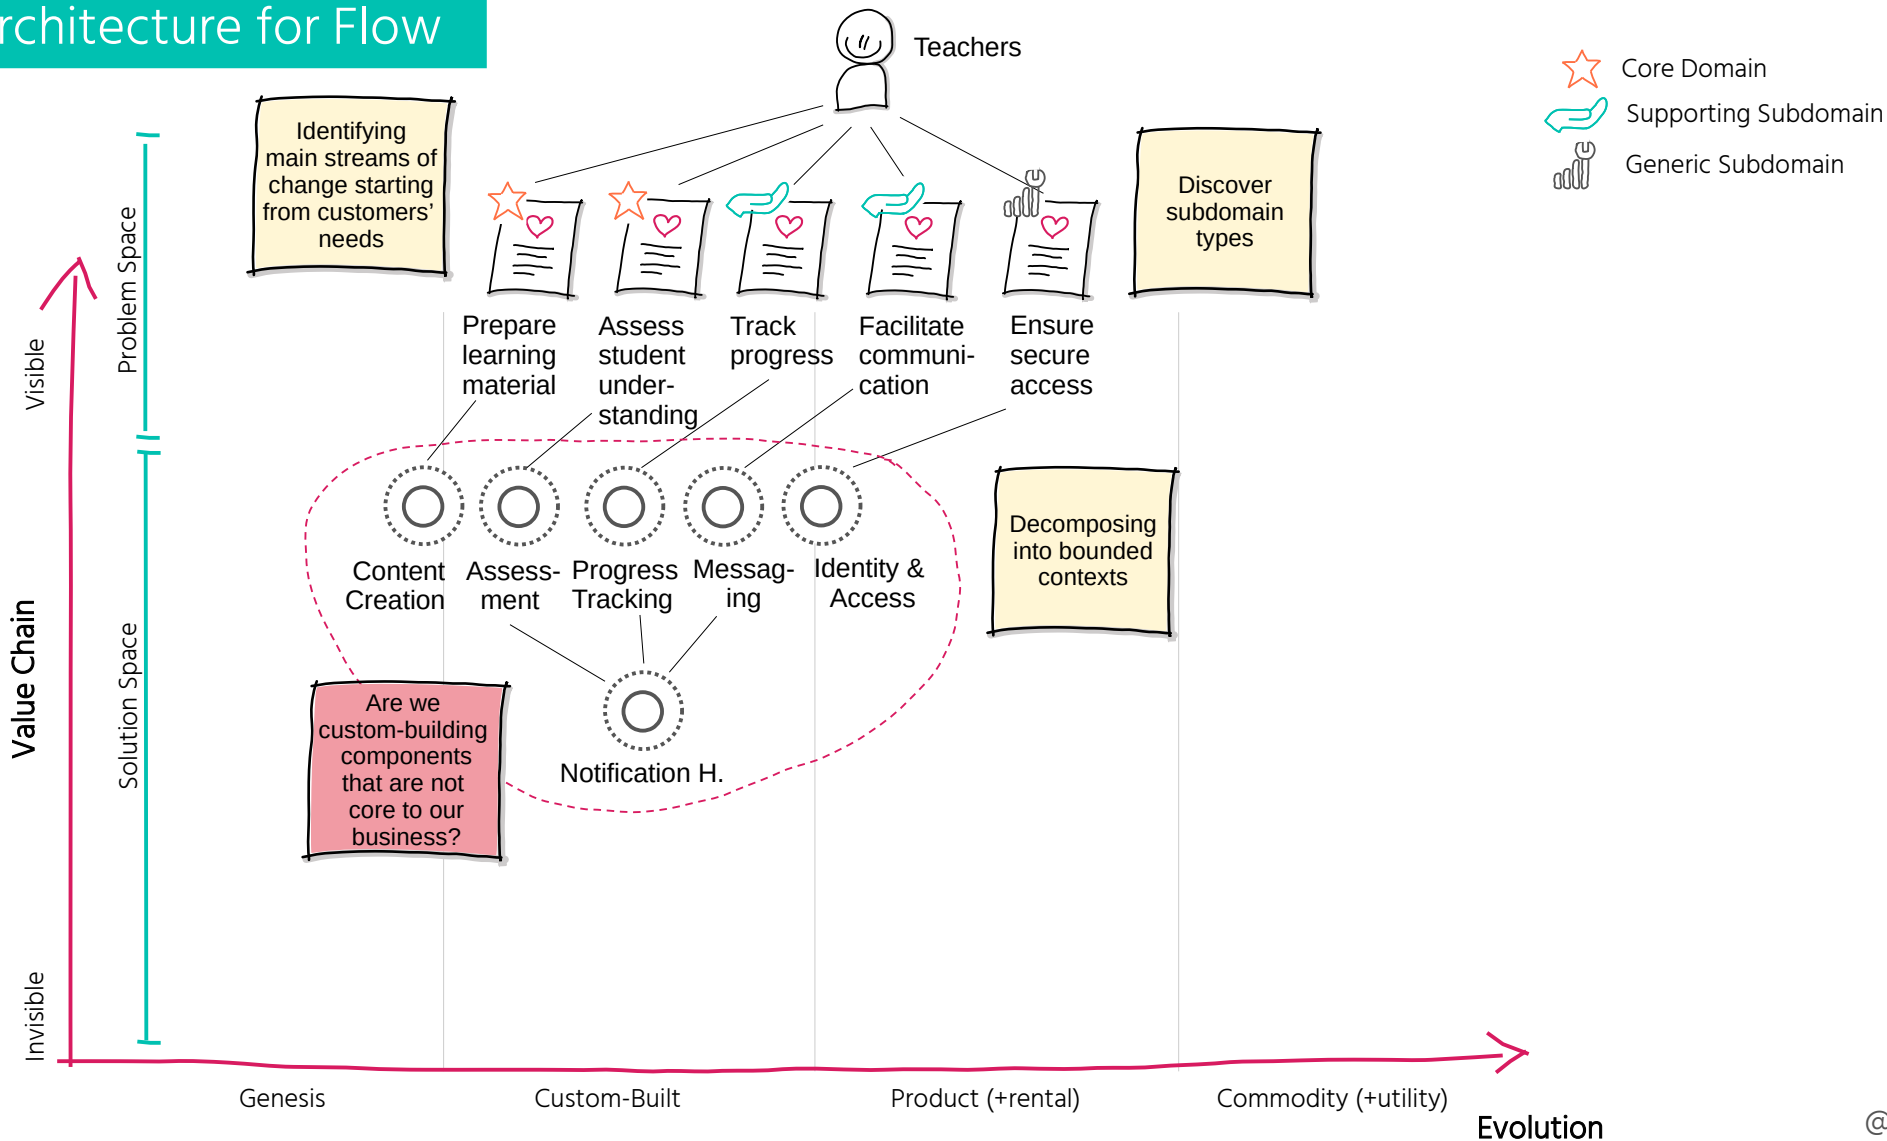 rchitecture for Flow
Teachers
Core Domain
Supporting Subdomain
Generic Subdomain
Identifying
main streams of
change starting
from customers’
needs
Discover
subdomain
types
Problem Space
Visible
Prepare
learning
material
Assess
student
under-
standing
Track
progress
Facilitate
communi-
cation
Ensure
secure
access
Decomposing
into bounded
contexts
Content
Creation
Assess-
ment
Progress
Tracking
Messag-
ing
Identity &
Access
Value Chain
Solution Space
Are we
custom-building
components
that are not
core to our
business?
Notification H.
Invisible
Genesis
Custom-Built
Product (+rental)
Commodity (+utility)
Evolution
@